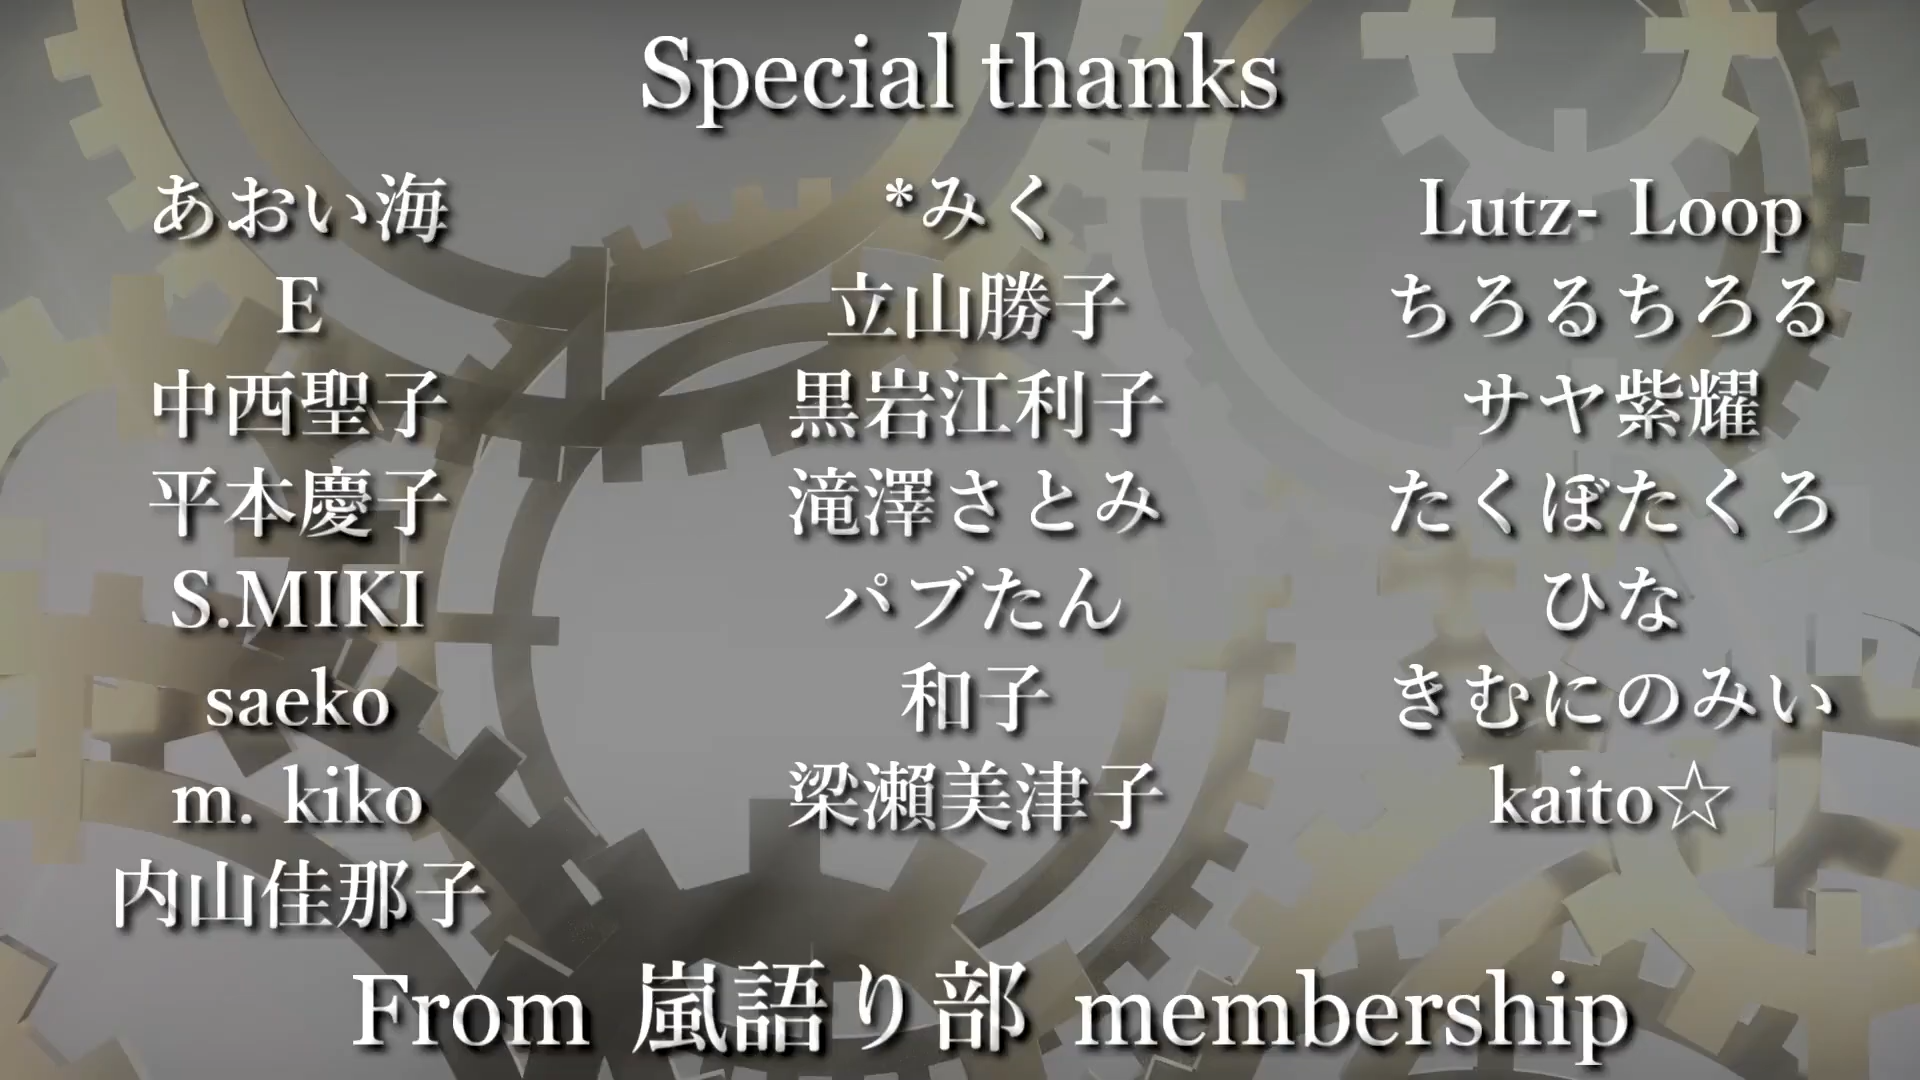 Special thanks
あおい海
E
中西聖子
平本慶子
S.MIKI
saeko
m. kiko
内山佳那子
*みく
立山勝子
黒岩江利子
滝澤さとみ
パブたん
和子
梁瀬美津子
Lutz- Loop
ちろるちろる
サヤ紫耀
たくぼたくろ
ひな
きむにのみい
kaito☆
From 嵐語り部 membership